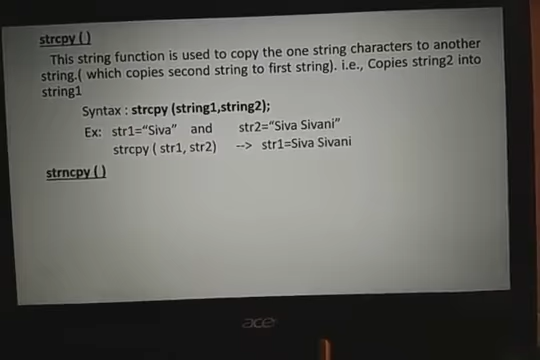 strcpy ()
This string function is used to copy the one string characters to another
string.( which copies second string to first string). i.e., Copies string2 into
string1
Syntax : strcpy (string1,string2);
Ex: str1=“Siva” and str2=“Siva Sivani”
strcpy ( str1, str2) --> str1=Siva Sivani
strncpy ()
acer